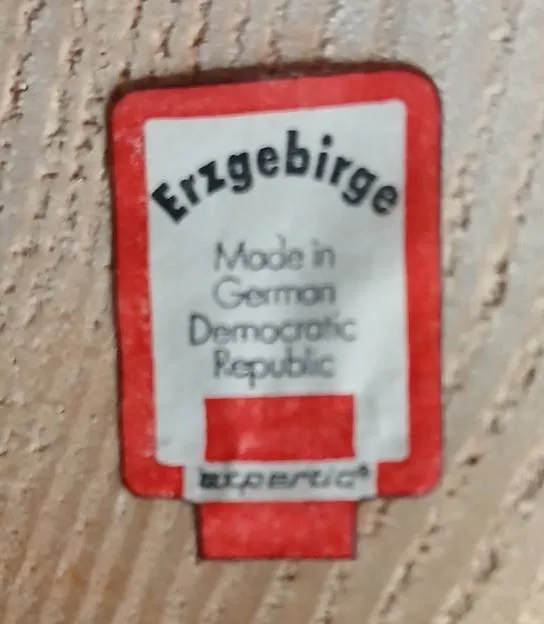 Erzgebirge
Made in
German
Democratic
Republic
expertic